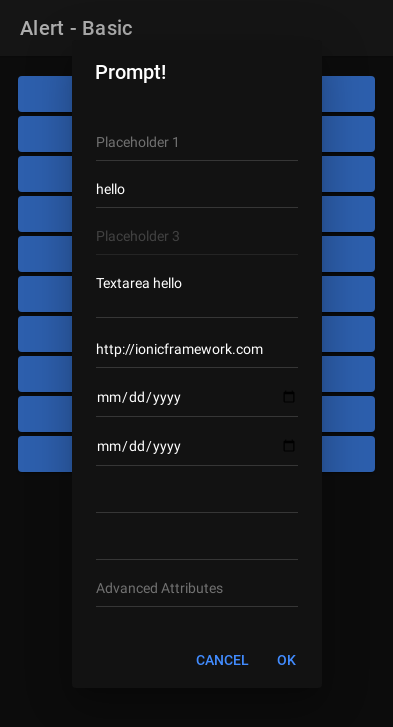 Alert - Basic
Prompt!
Placeholder 1
hello
Placeholder 3
Textarea hello
http://ionicframework.com
mm/dd/yyyy
mm/dd/yyyy
Advanced Attributes
CANCEL OK